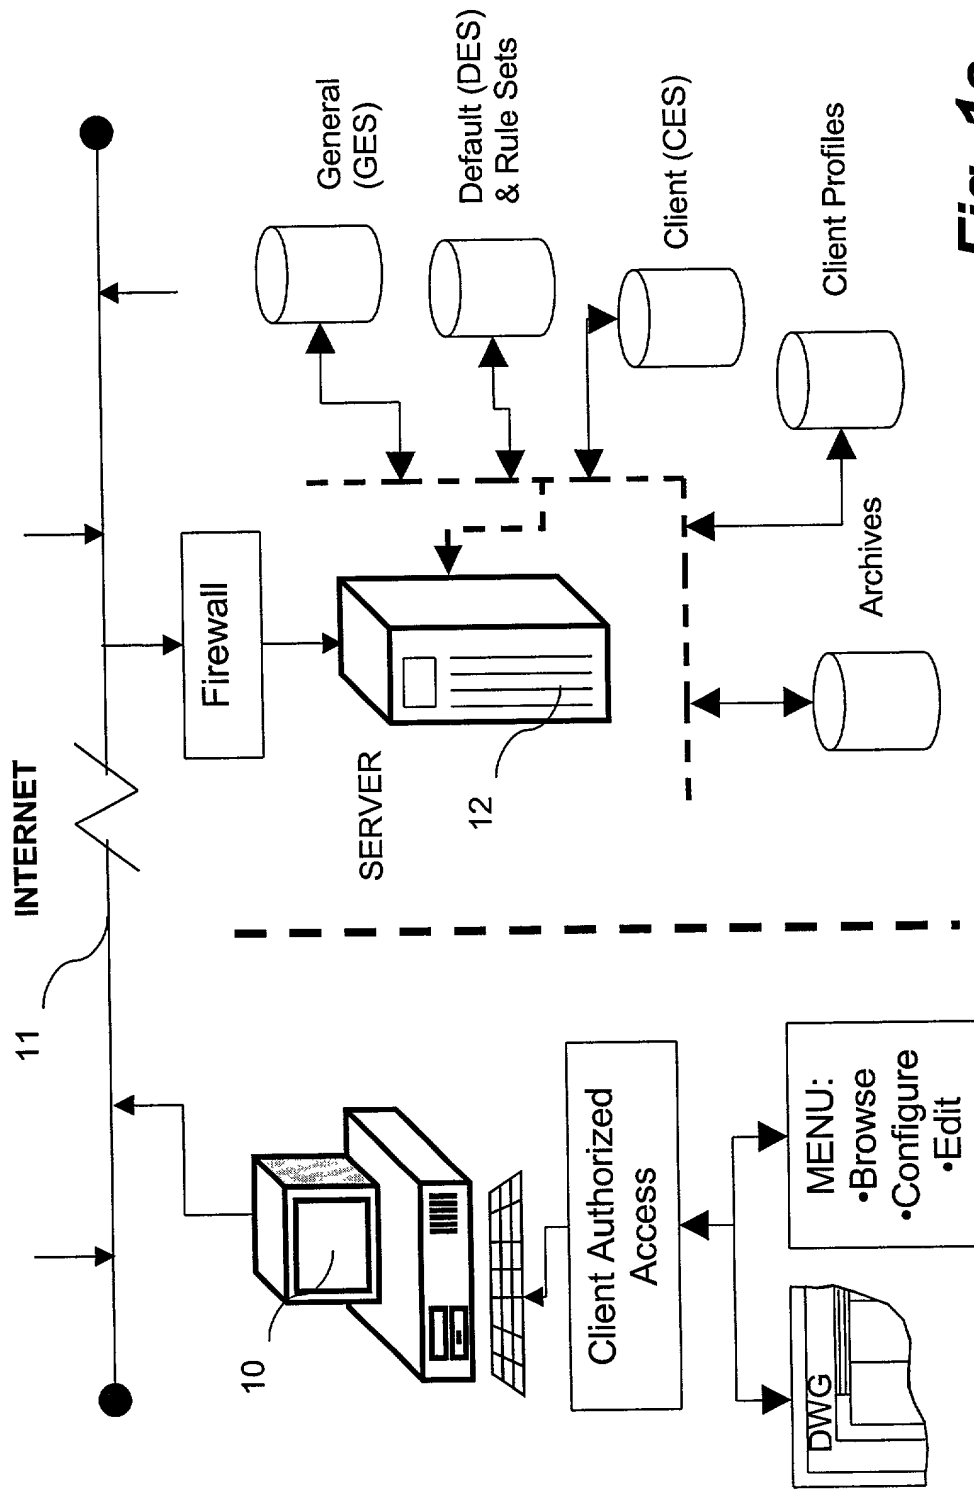 INTERNET
11
10
Client Authorized
Access
DWG
MENU:
•Browse
•Configure
•Edit
Firewall
SERVER
12
General
(GES)
Default (DES)
& Rule Sets
Client (CES)
Client Profiles
Archives